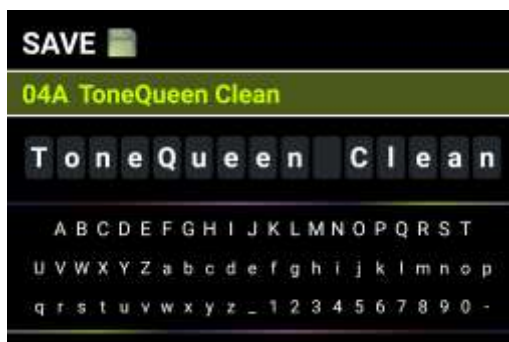 SAVE
04A ToneQueen Clean
ToneQueen Clean
A B C D E F G H I J K L M N O P Q R S T
U V W X Y Z a b c d e f g h i j k l m n o p
q r s t u v w x y z _ 1 2 3 4 5 6 7 8 9 0 -